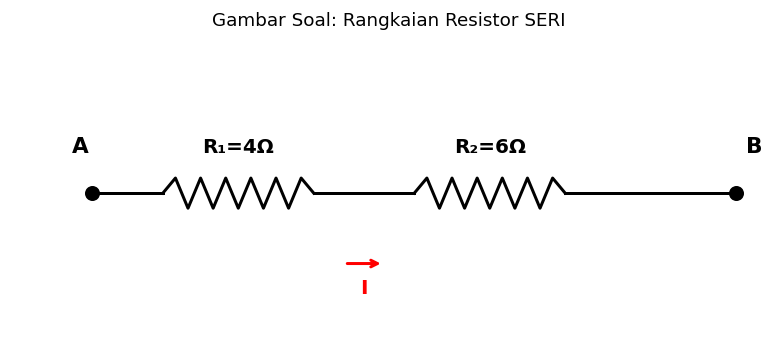 Gambar Soal: Rangkaian Resistor SERI
A R₁=4Ω R₂=6Ω B
I